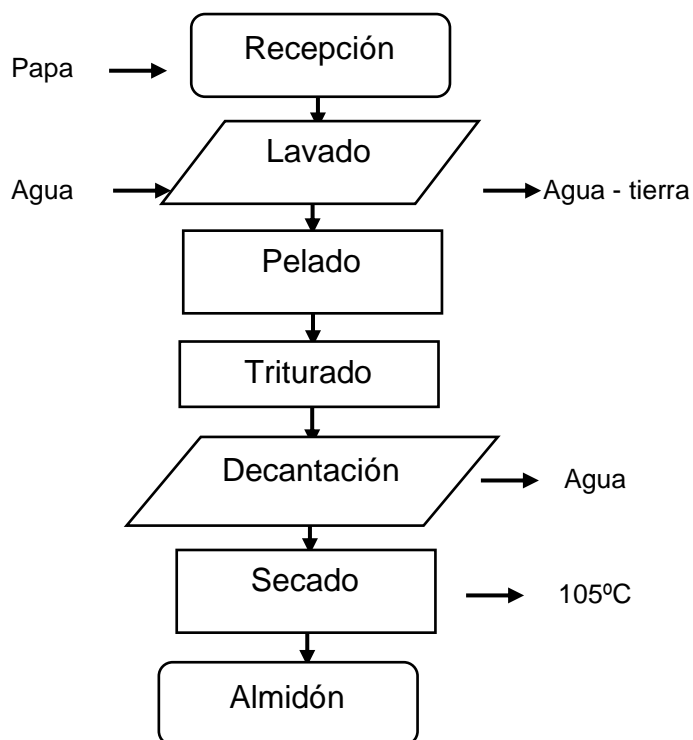 Recepción
Papa
Lavado
Agua
Agua - tierra
Pelado
Triturado
Decantación
Agua
Secado
105ºC
Almidón